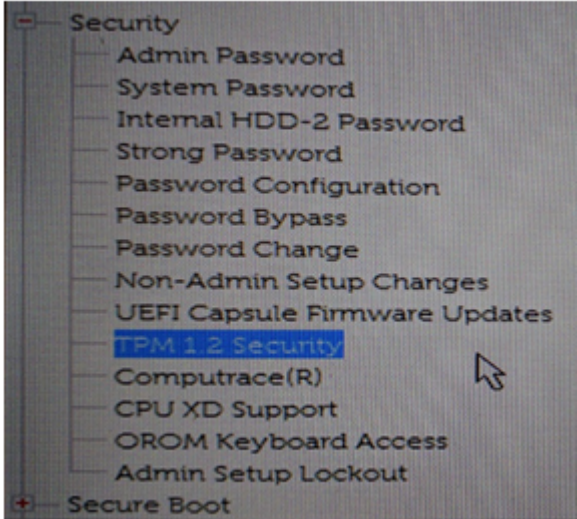 Security
Admin Password
System Password
Internal HDD-2 Password
Strong Password
Password Configuration
Password Bypass
Password Change
Non-Admin Setup Changes
UEFI Capsule Firmware Updates
TPM 1.2 Security
Computrace(R)
CPU XD Support
OROM Keyboard Access
Admin Setup Lockout
Secure Boot